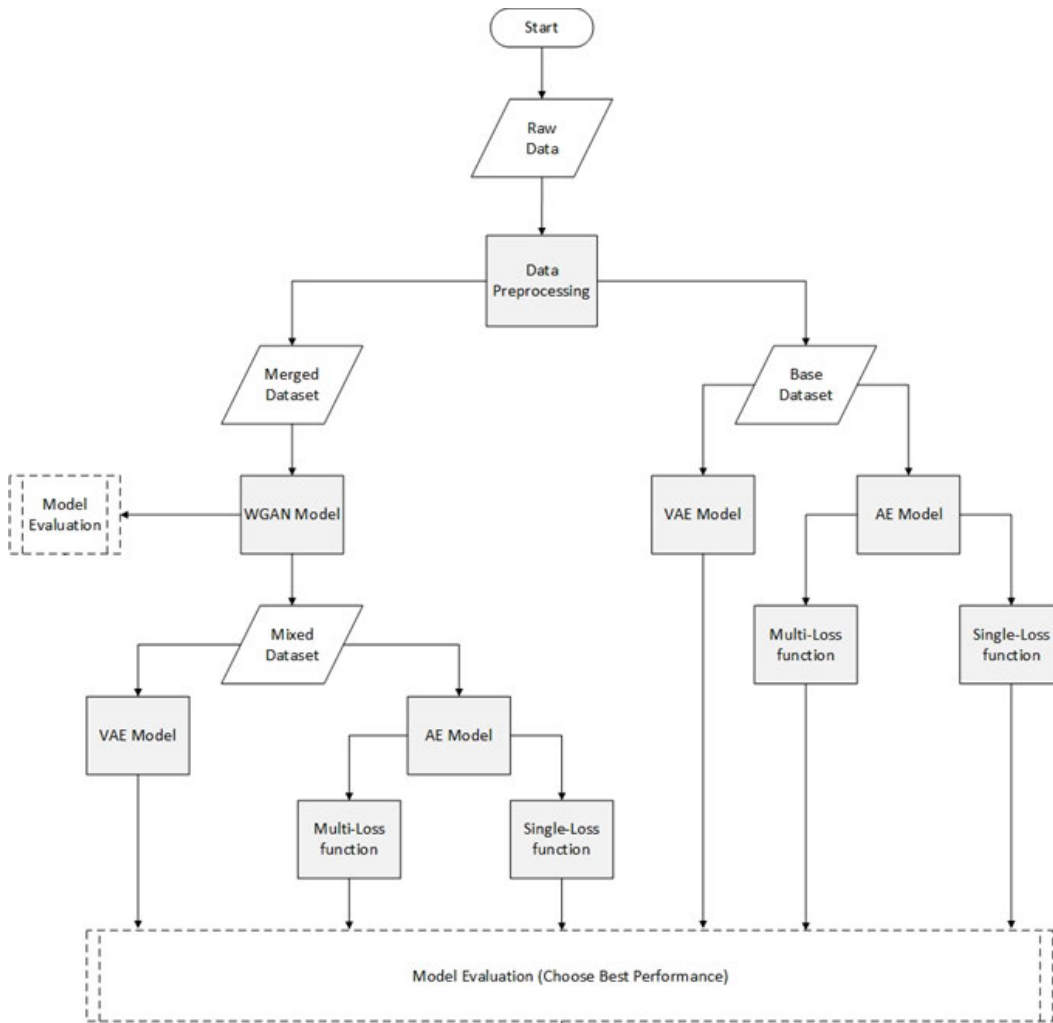 Start
Raw
Data
Data
Preprocessing
Merged
Dataset
Base
Dataset
Model
Evaluation
WGAN Model
VAE Model
AE Model
Mixed
Dataset
Multi-Loss
function
Single-Loss
function
VAE Model
AE Model
Multi-Loss
function
Single-Loss
function
Model Evaluation (Choose Best Performance)